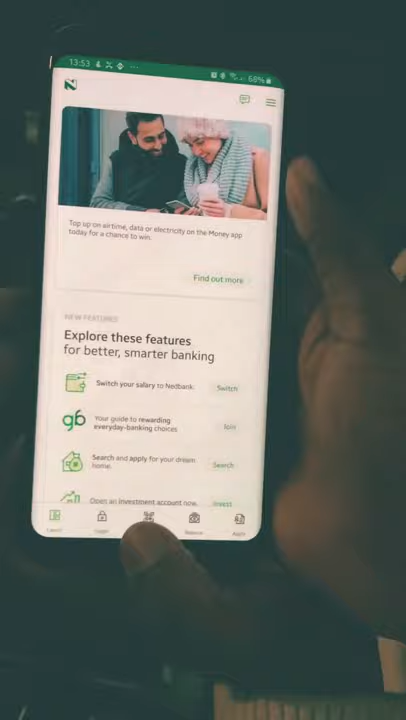 13:53
68%
Top up on airtime, data or electricity on the Money app
today for a chance to win.
Find out more
NEW FEATURES
Explore these features
for better, smarter banking
Switch your salary to Nedbank.
Switch
gb
Your guide to rewarding
everyday-banking choices
Join
Search and apply for your dream
home.
Search
Open an investment account now.
Invest